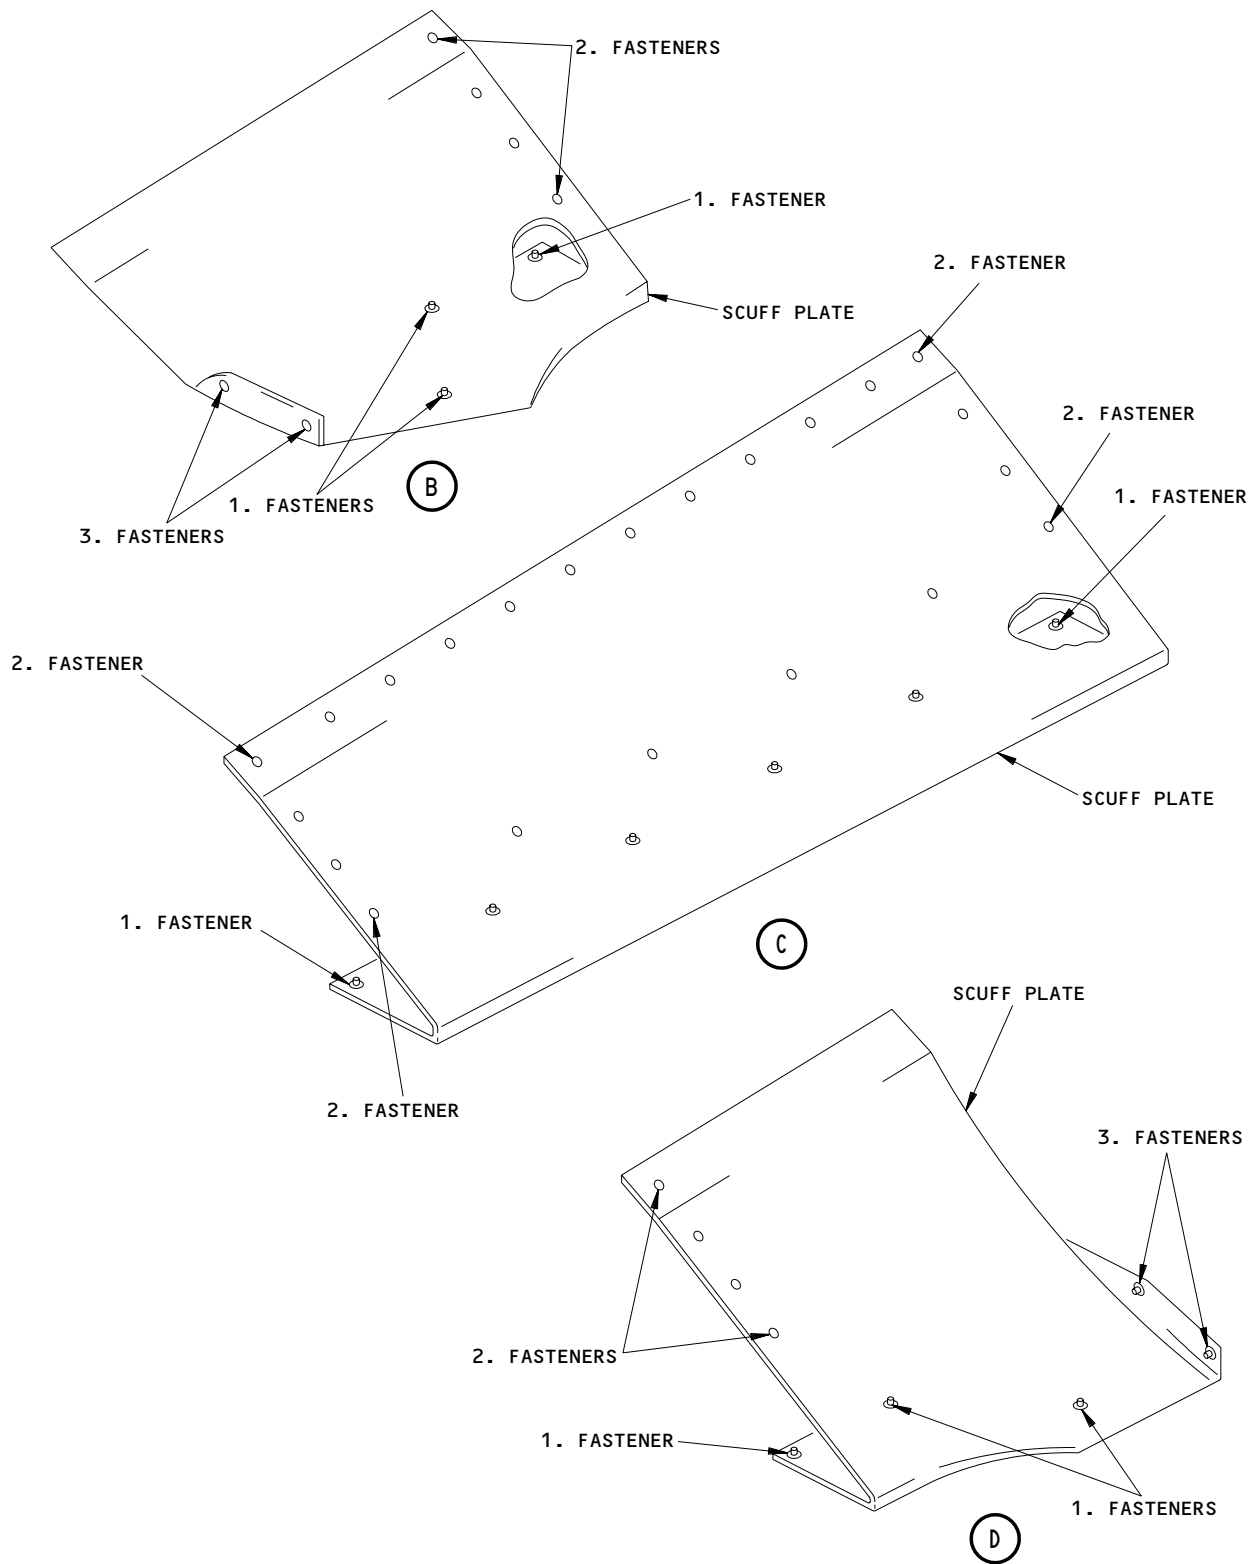 2. FASTENERS
1. FASTENER
2. FASTENER
SCUFF PLATE
2. FASTENER
B
1. FASTENER
1. FASTENERS
3. FASTENERS
2. FASTENER
SCUFF PLATE
1. FASTENER
C
SCUFF PLATE
2. FASTENER
3. FASTENERS
2. FASTENERS
1. FASTENER
1. FASTENERS
D